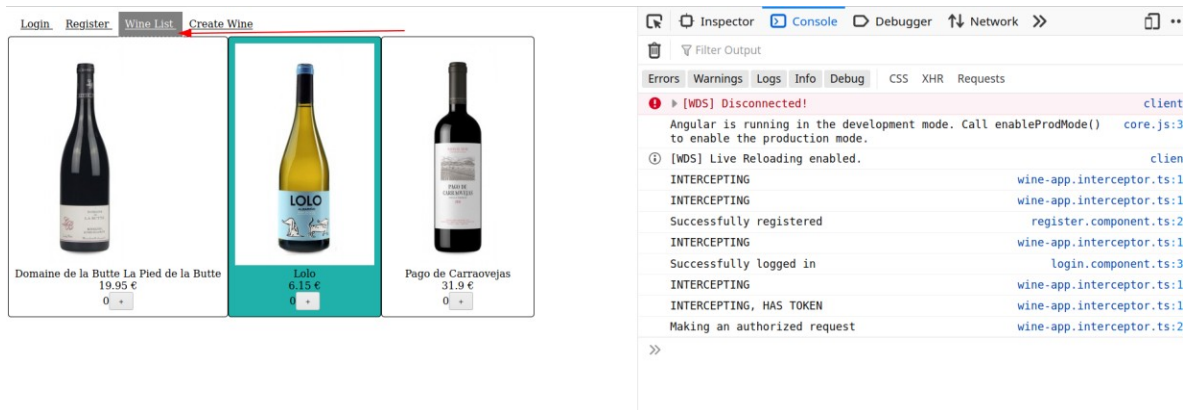 Login Register Wine List Create Wine
LOLO
PAGO DE
CARRAOVEJAS
Domaine de la Butte La Pied de la Butte
19.95 €
0 +
Lolo
6.15 €
0 +
Pago de Carraovejas
31.9 €
0 +
Inspector Console Debugger Network
Filter Output
Errors Warnings Logs Info Debug CSS XHR Requests
[WDS] Disconnected! client
Angular is running in the development mode. Call enableProdMode() core.js:3
to enable the production mode.
[WDS] Live Reloading enabled. clien
INTERCEPTING wine-app.interceptor.ts:1
INTERCEPTING wine-app.interceptor.ts:1
Successfully registered register.component.ts:2
INTERCEPTING wine-app.interceptor.ts:1
Successfully logged in login.component.ts:3
INTERCEPTING wine-app.interceptor.ts:1
INTERCEPTING, HAS TOKEN wine-app.interceptor.ts:1
Making an authorized request wine-app.interceptor.ts:2